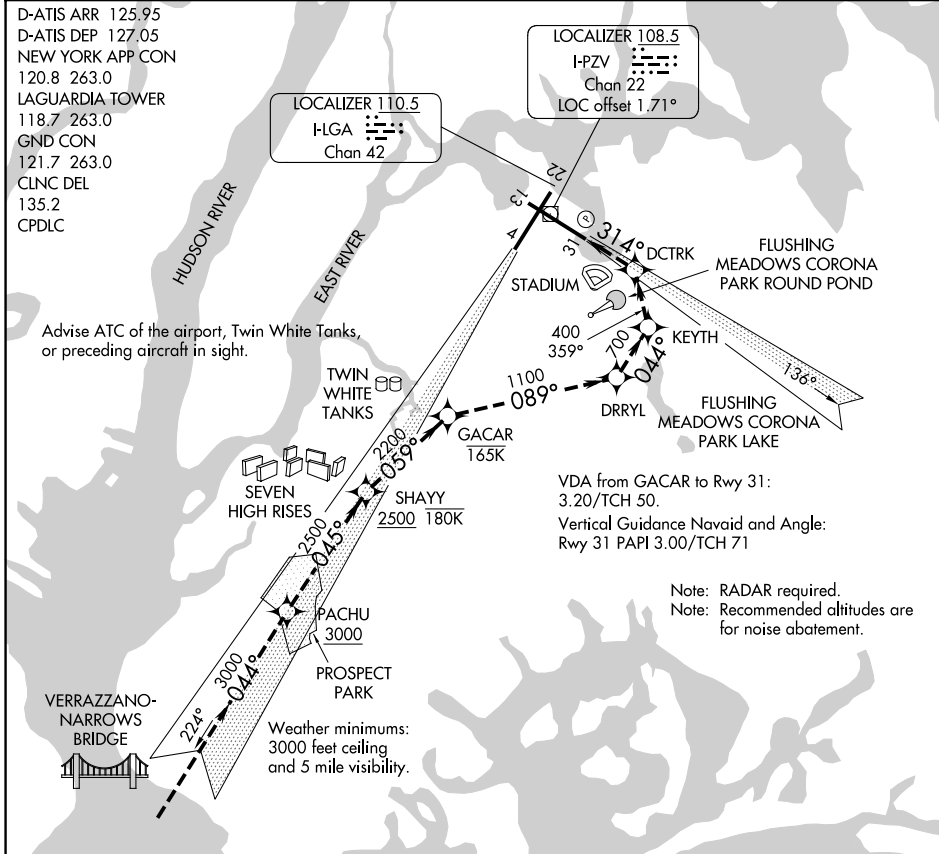 D-ATIS ARR 125.95
D-ATIS DEP 127.05
NEW YORK APP CON
120.8 263.0
LAGUARDIA TOWER
118.7 263.0
GND CON
121.7 263.0
CLNC DEL
135.2
CPDLC
LOCALIZER 108.5
I-PZV
Chan 22
LOC offset 1.71°
LOCALIZER 110.5
I-LGA
Chan 42
HUDSON RIVER
EAST RIVER
22
13
4
31
P
314°
DCTRK
STADIUM
FLUSHING
MEADOWS CORONA
PARK ROUND POND
Advise ATC of the airport, Twin White Tanks,
or preceding aircraft in sight.
400
359°
KEYTH
700
044°
136°
TWIN
WHITE
TANKS
1100
089°
DRRYL
FLUSHING
MEADOWS CORONA
PARK LAKE
GACAR
165K
2200
059°
SEVEN
HIGH RISES
SHAYY
2500 180K
VDA from GACAR to Rwy 31:
3.20/TCH 50.
Vertical Guidance Navaid and Angle:
Rwy 31 PAPI 3.00/TCH 71
2500
045°
Note: RADAR required.
Note: Recommended altitudes are
for noise abatement.
PACHU
3000
PROSPECT
PARK
3000
044°
224°
VERRAZZANO-
NARROWS
BRIDGE
Weather minimums:
3000 feet ceiling
and 5 mile visibility.